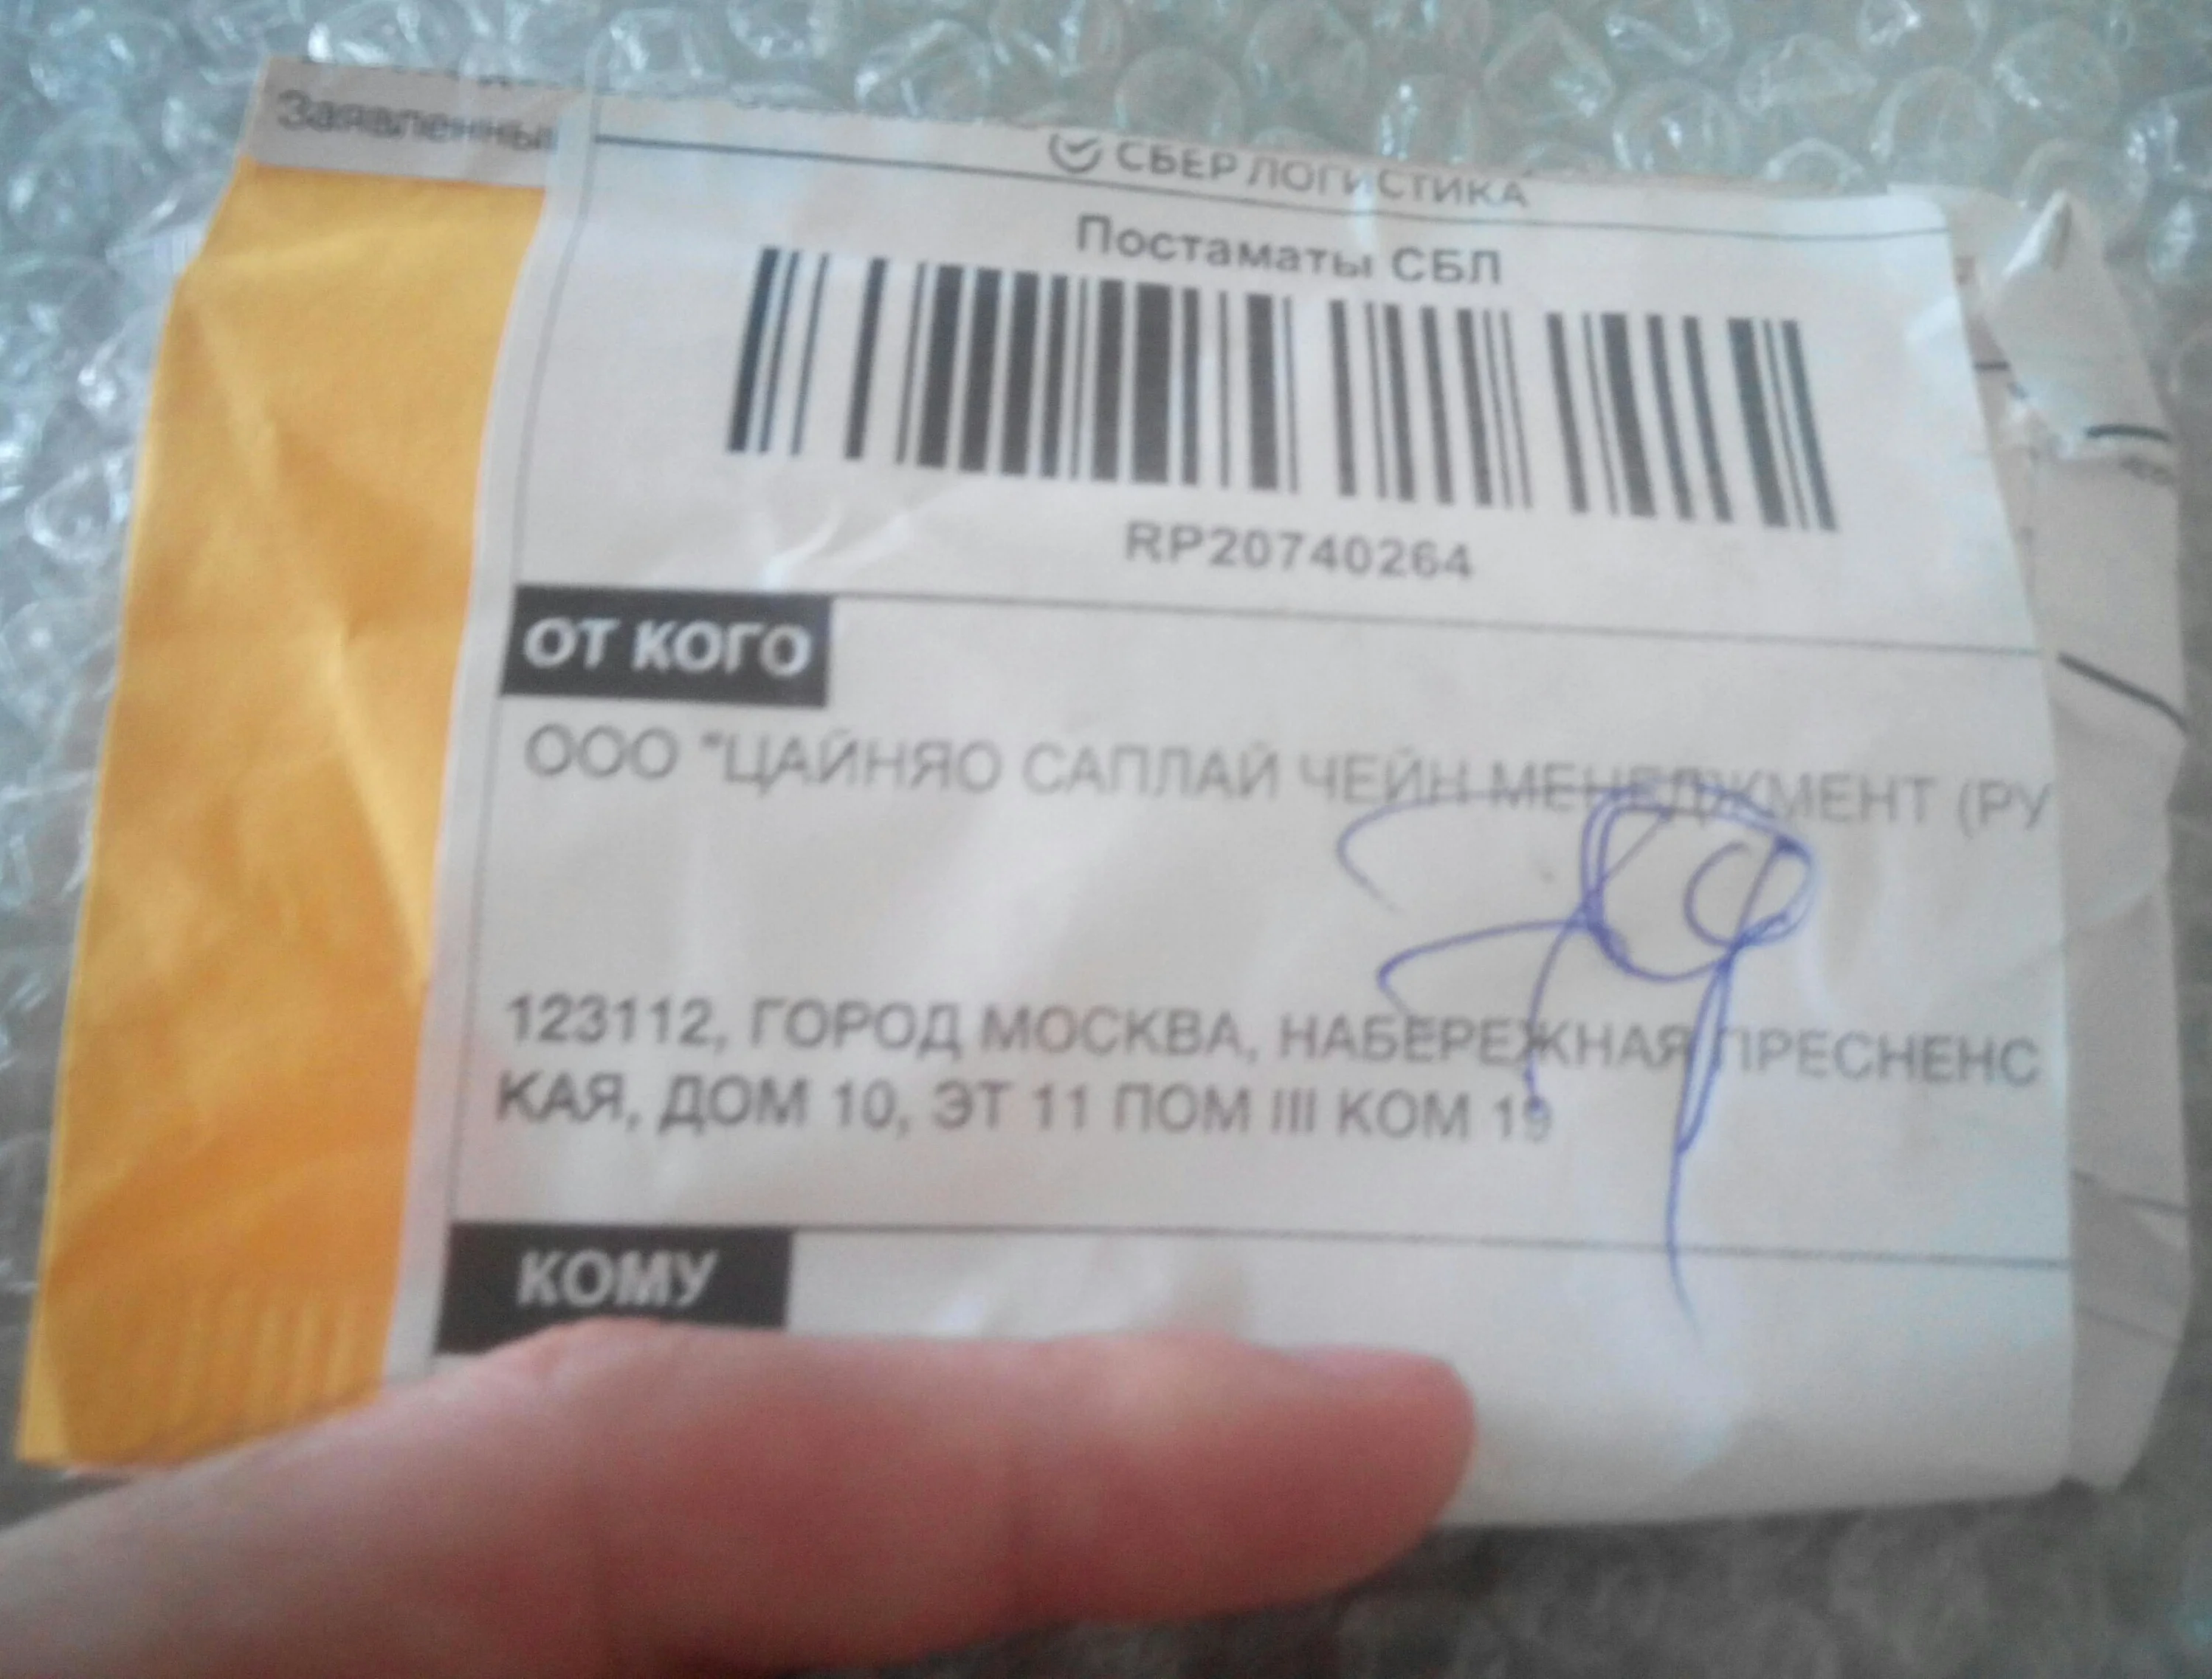 Заявленны
СБЕР ЛОГИСТИКА
Постаматы СБЛ
RP20740264
ОТ КОГО
ООО "ЦАЙНЯО САПЛАЙ ЧЕЙН МЕНЕДЖМЕНТ (РУ
123112, ГОРОД МОСКВА, НАБЕРЕЖНАЯ ПРЕСНЕНС
КАЯ, ДОМ 10, ЭТ 11 ПОМ III КОМ 19
КОМУ